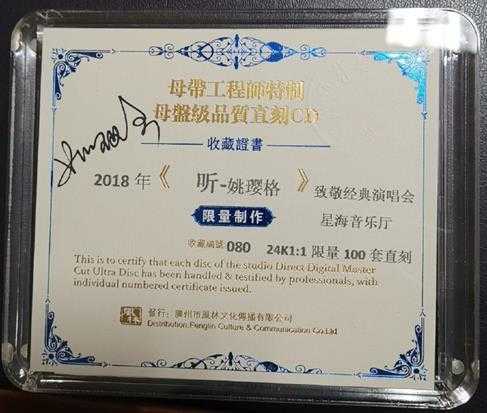 母带工程師特制
母盤級品質直刻CD
收藏證書
2018 年《 听-姚璎格 》致敬经典演唱会
星海音乐厅
限量制作
收藏編號 080 24K1:1 限量 100 套直刻
This is to certify that each disc of the studio Direct Digital Master
Cut Ultra Disc has been handled & testified by professionals, with
individual numbered certificate issued.
發行：廣州市風林文化傳播有限公司
Distribution:Fenglin Culture & Communication Co.Ltd